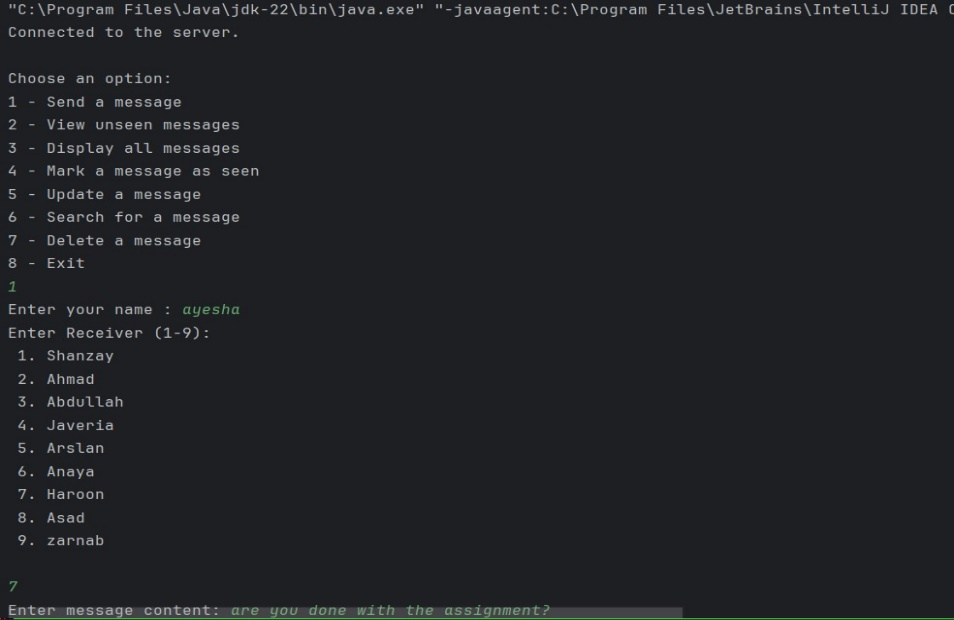 "C:\Program Files\Java\jdk-22\bin\java.exe" "-javaagent:C:\Program Files\JetBrains\IntelliJ IDEA
Connected to the server.
Choose an option:
1 - Send a message
2 - View unseen messages
3 - Display all messages
4 - Mark a message as seen
5 - Update a message
6 - Search for a message
7 - Delete a message
8 - Exit
1
Enter your name : ayesha
Enter Receiver (1-9):
1. Shanzay
2. Ahmad
3. Abdullah
4. Javeria
5. Arslan
6. Anaya
7. Haroon
8. Asad
9. zarnab
7
Enter message content: are you done with the assignment?